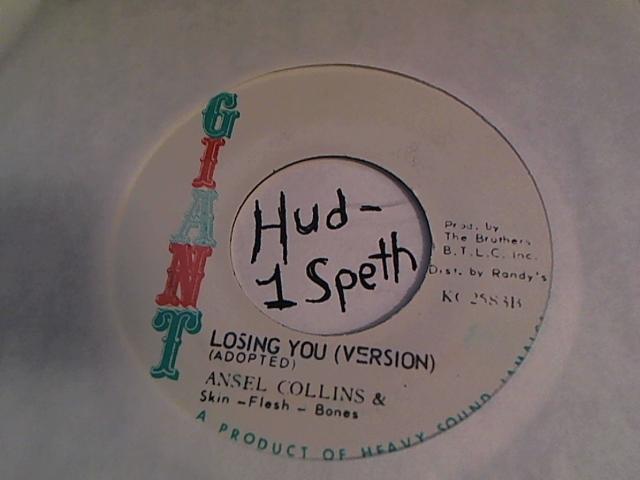 GIANT
Hud-
1 Speth
Prod. by
The Brothers
B.T.L.C. Inc.
Dist. by Randy's
LOSING YOU (VERSION)
(ADOPTED)
ANSEL COLLINS &
Skin - Flesh - Bones
A PRODUCT OF HEAVY SOUND, JAMAICA